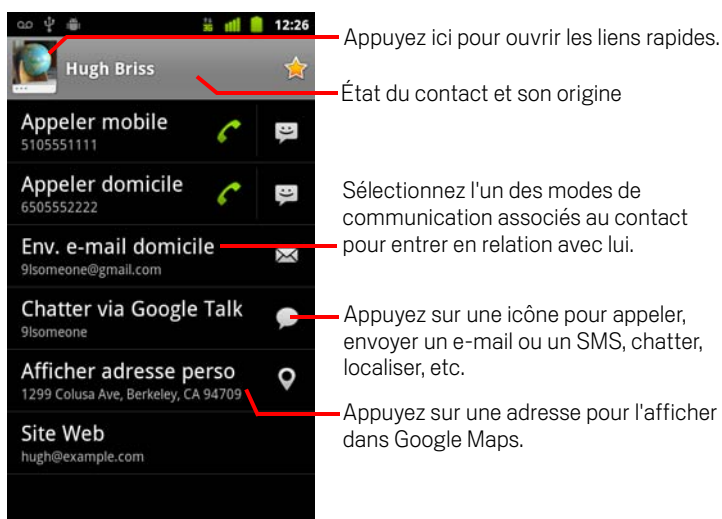 12:26
Hugh Briss
Appeler mobile
5105551111
Appeler domicile
6505552222
Env. e-mail domicile
9lsomeone@gmail.com
Chatter via Google Talk
9lsomeone
Afficher adresse perso
1299 Colusa Ave, Berkeley, CA 94709
Site Web
hugh@example.com
Appuyez ici pour ouvrir les liens rapides.
État du contact et son origine
Sélectionnez l'un des modes de
communication associés au contact
pour entrer en relation avec lui.
Appuyez sur une icône pour appeler,
envoyer un e-mail ou un SMS, chatter,
localiser, etc.
Appuyez sur une adresse pour l'afficher
dans Google Maps.